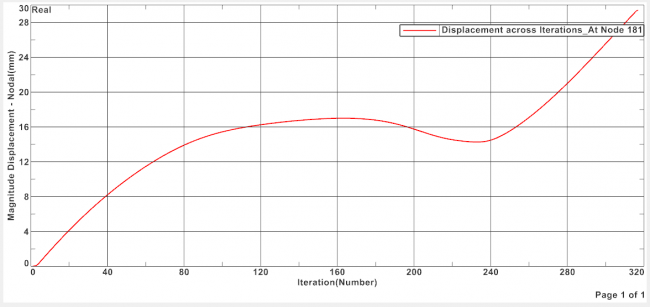 Real
Displacement across Iterations_At Node 181
Magnitude Displacement - Nodal(mm)
30
28
24
20
16
12
8
4
0
0 40 80 120 160 200 240 280 320
Iteration(Number)
Page 1 of 1